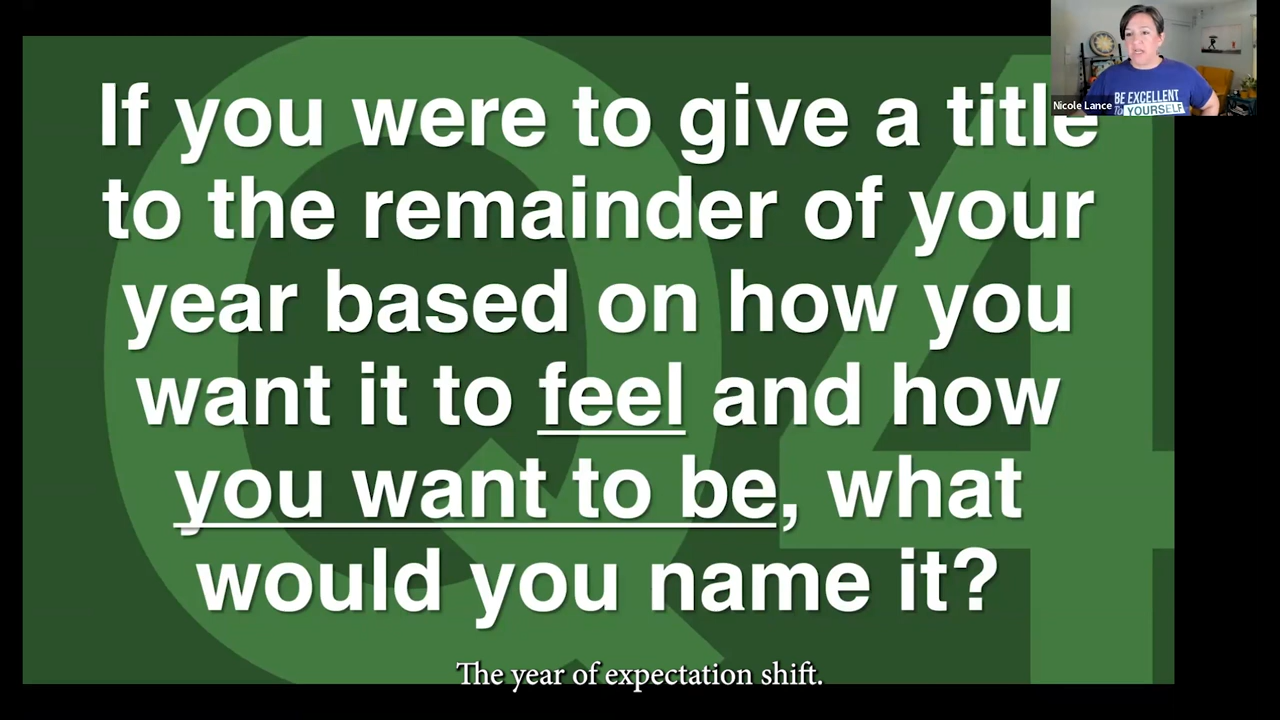 If you were to give a title
to the remainder of your
year based on how you
want it to feel and how
you want to be, what
would you name it?
Nicole Lance
BE EXCELLENT
TO YOURSELF
The year of expectation shift.